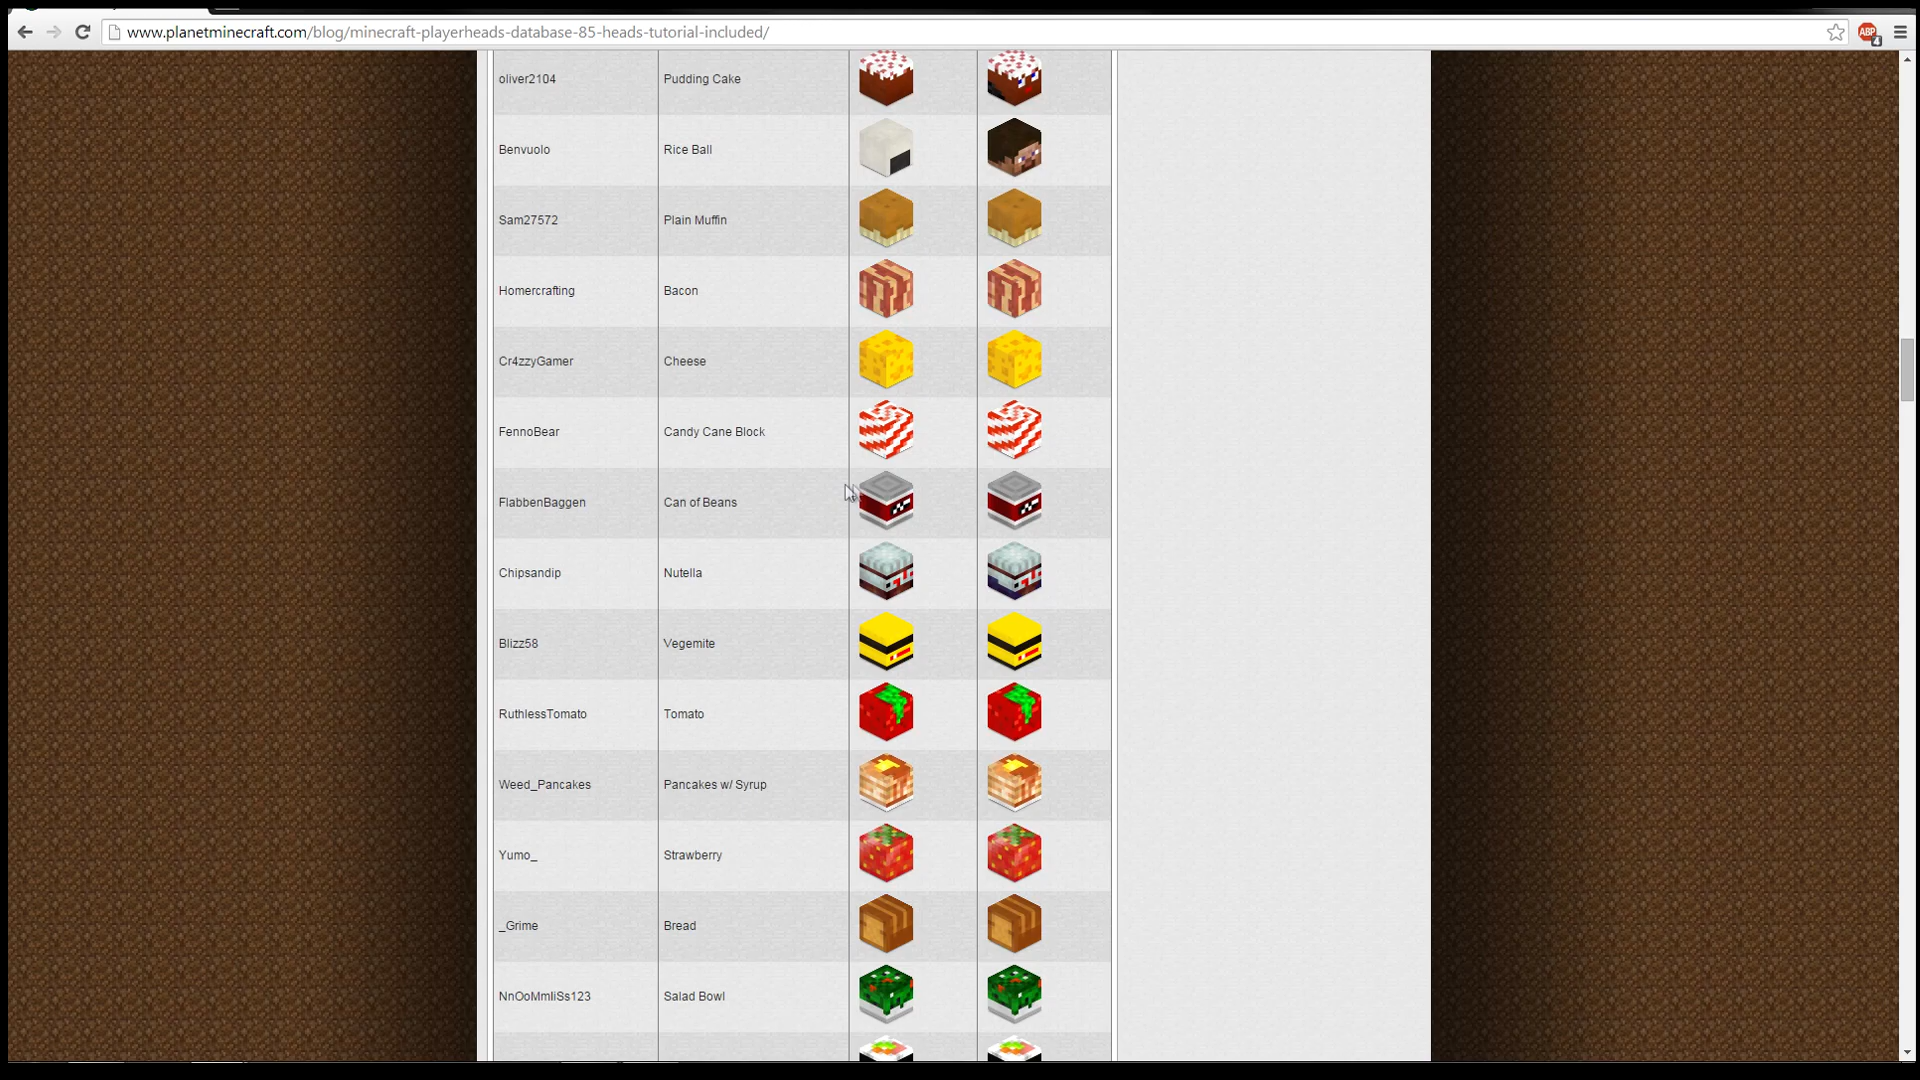 www.planetminecraft.com/blog/minecraft-playerheads-database-85-heads-tutorial-included/
ABP
4
oliver2104 Pudding Cake
Benvuolo Rice Ball
Sam27572 Plain Muffin
Homercrafting Bacon
Cr4zzyGamer Cheese
FennoBear Candy Cane Block
FlabbenBaggen Can of Beans
Chipsandip Nutella
Blizz58 Vegemite
RuthlessTomato Tomato
Weed_Pancakes Pancakes w/ Syrup
Yumo_ Strawberry
_Grime Bread
NnOoMmIiSs123 Salad Bowl